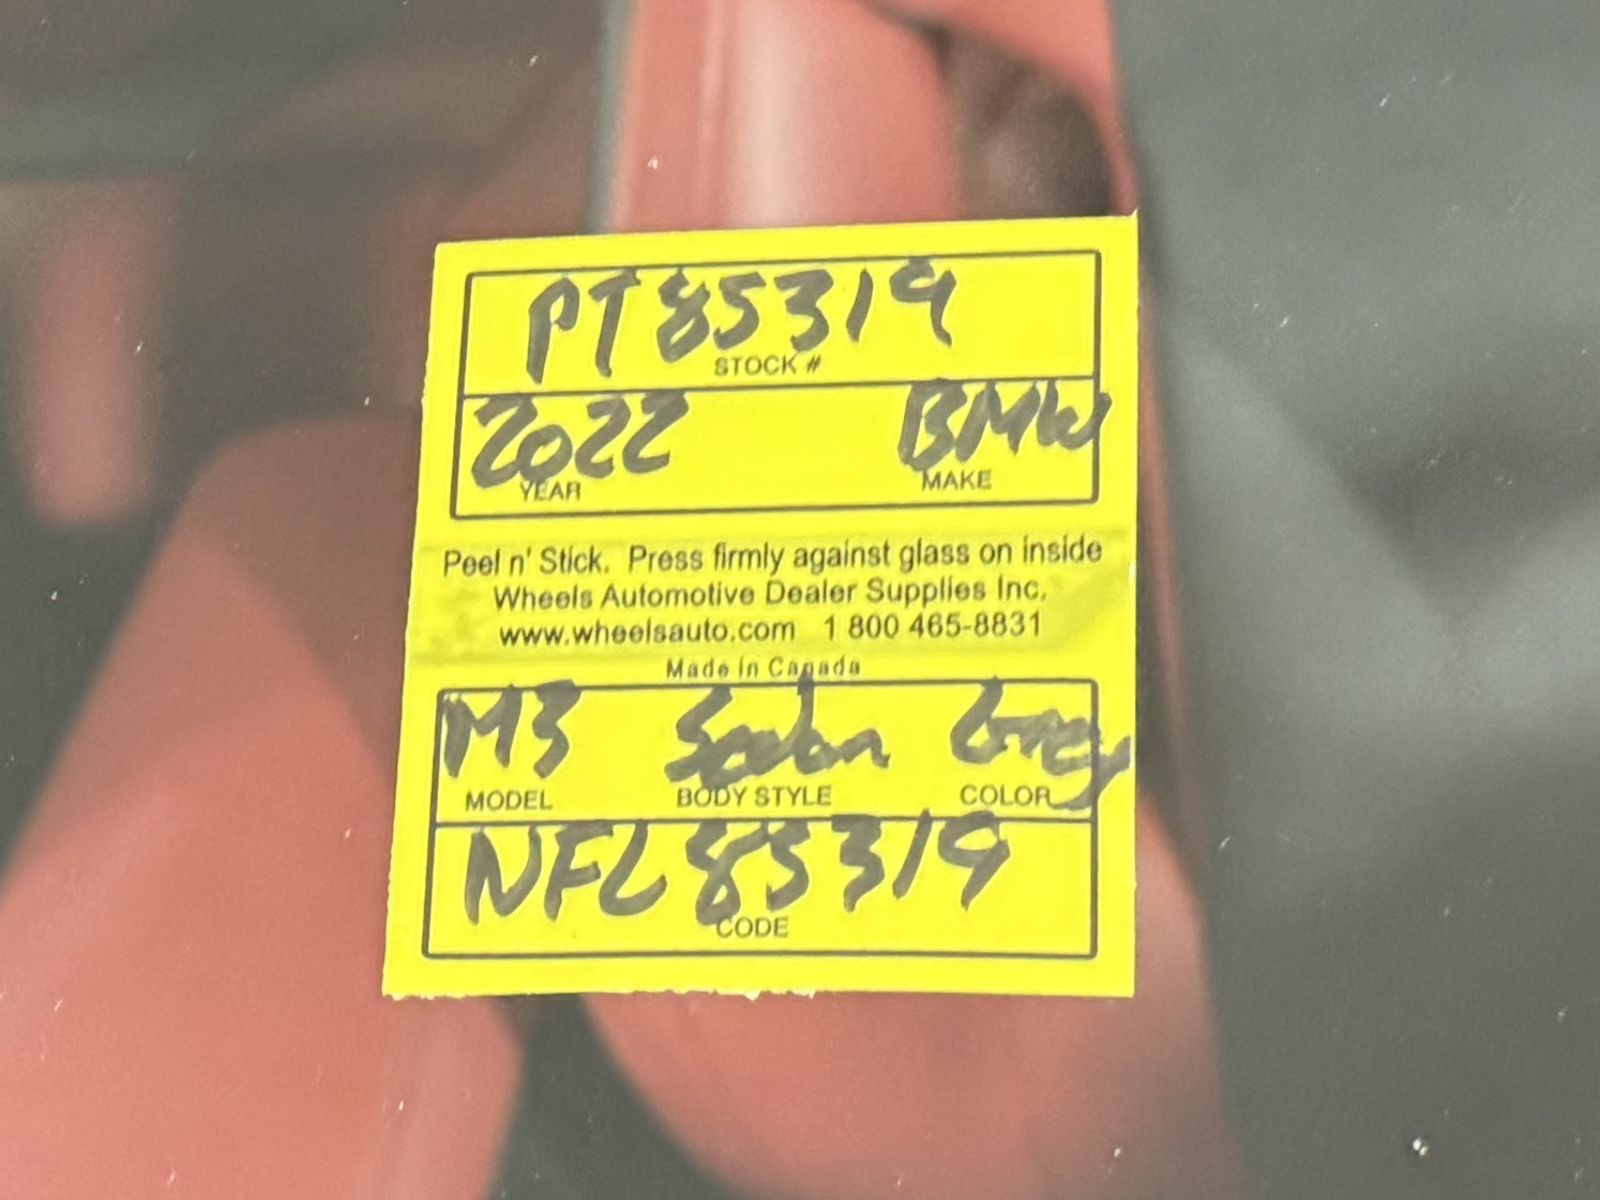 PT85319
STOCK #
2022 BMW
YEAR MAKE
Peel n' Stick. Press firmly against glass on inside
Wheels Automotive Dealer Supplies Inc.
www.wheelsauto.com 1 800 465-8831
Made in Canada
M3 Sedan Grey
MODEL BODY STYLE COLOR
NFL85319
CODE